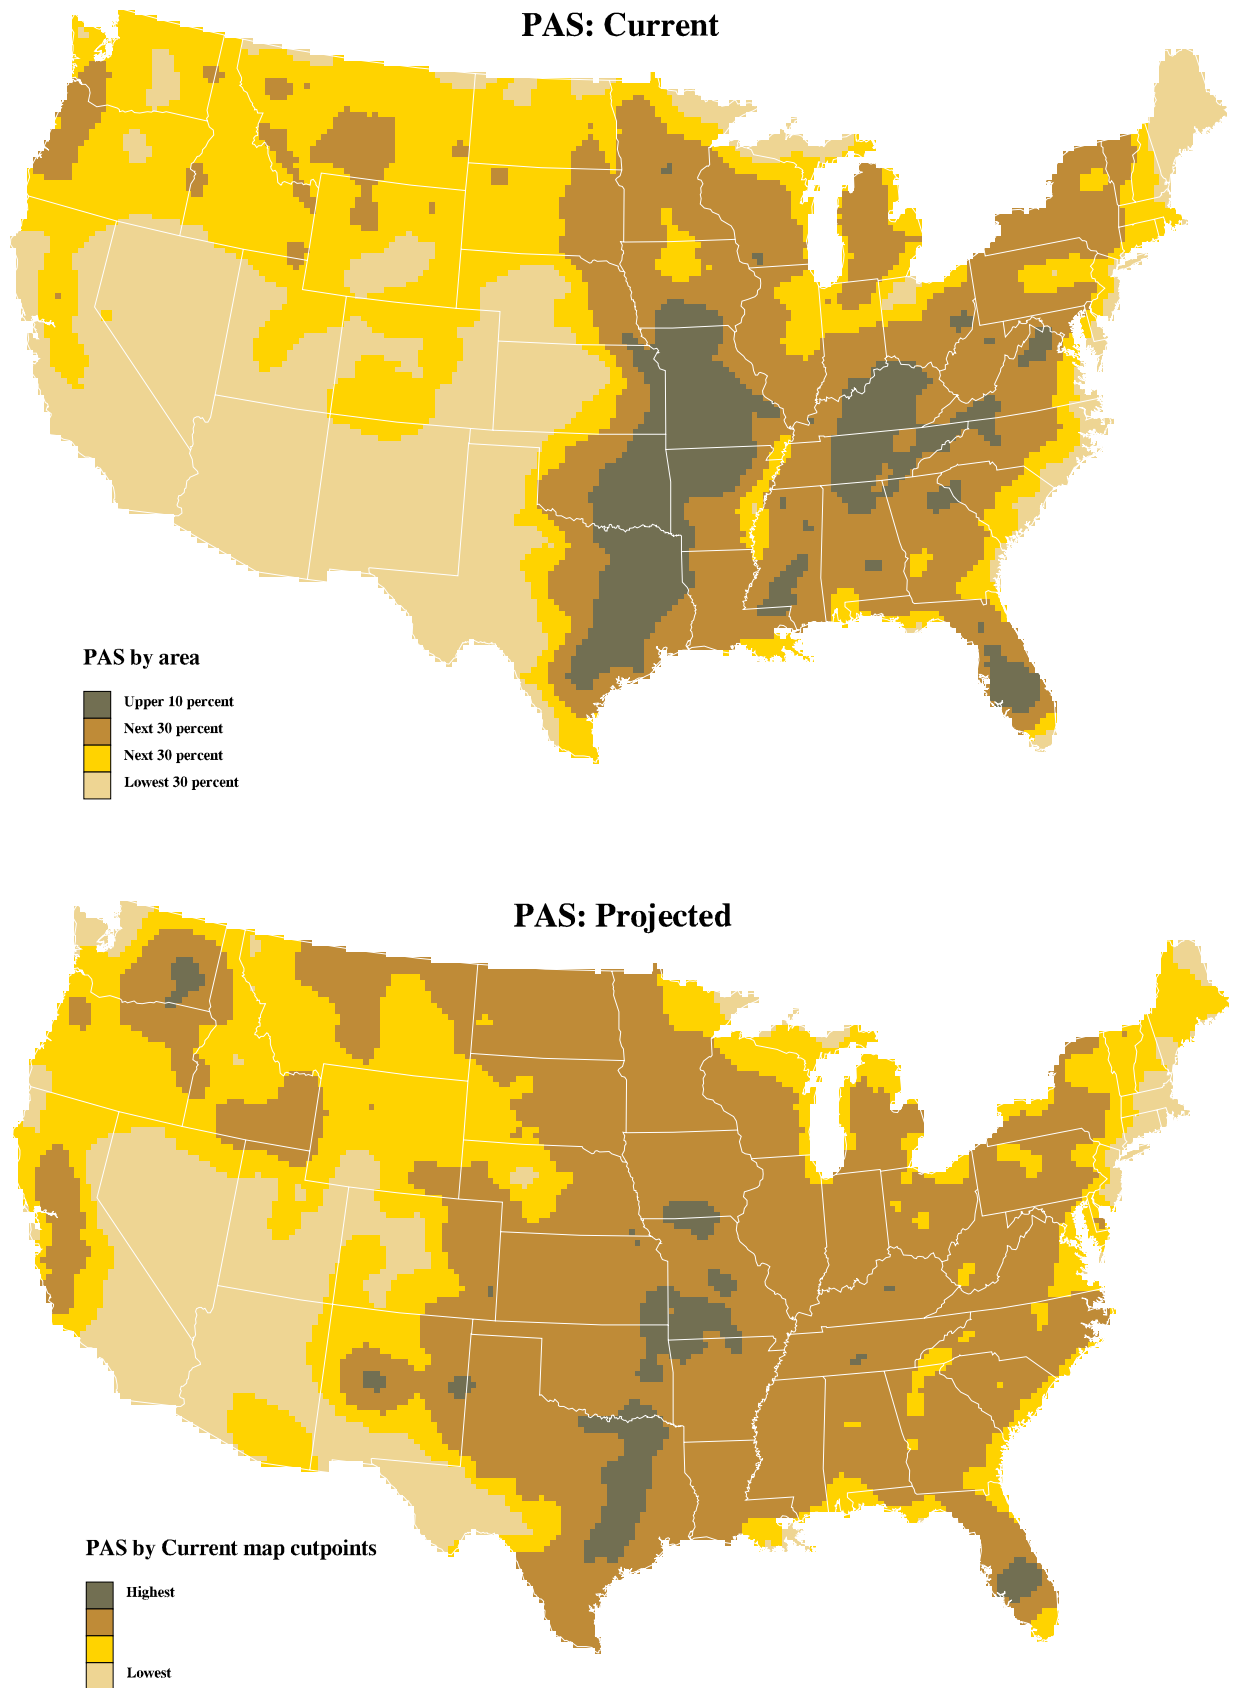 PAS: Current
PAS by area
Upper 10 percent
Next 30 percent
Next 30 percent
Lowest 30 percent
PAS: Projected
PAS by Current map cutpoints
Highest
Lowest